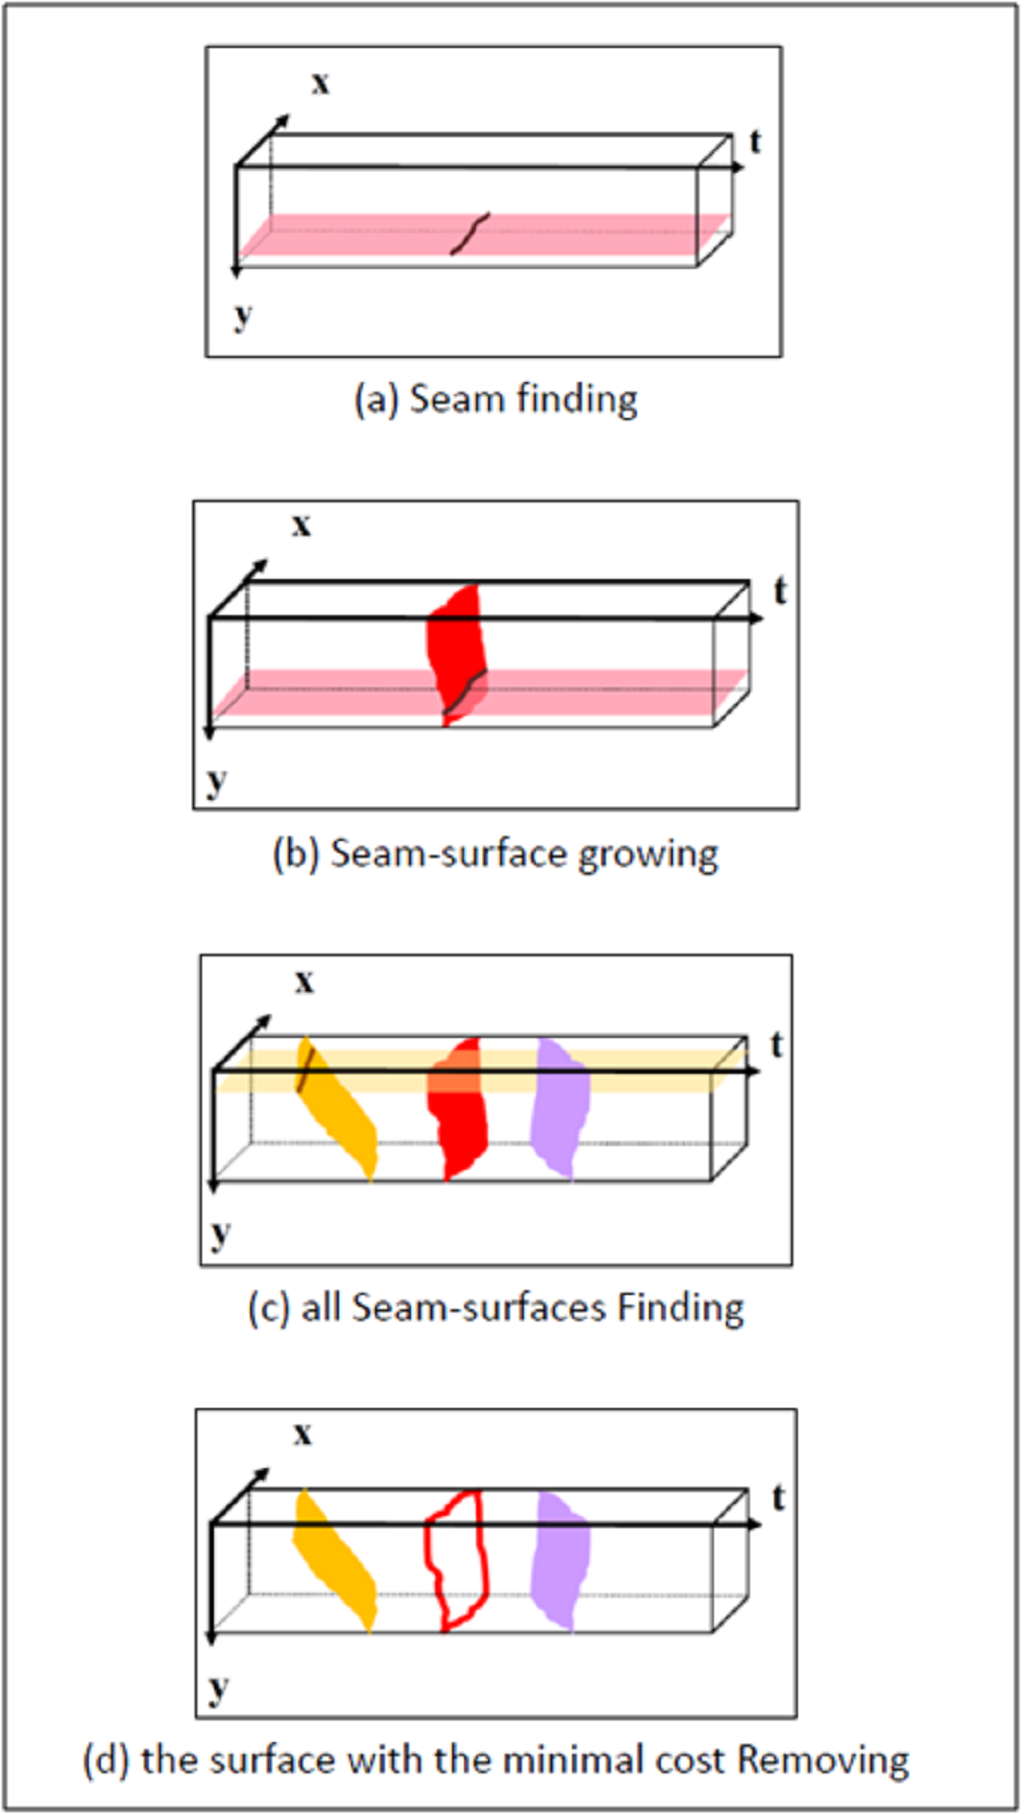 x
t
y
(a) Seam finding
x
t
y
(b) Seam-surface growing
x
t
y
(c) all Seam-surfaces Finding
x
t
y
(d) the surface with the minimal cost Removing